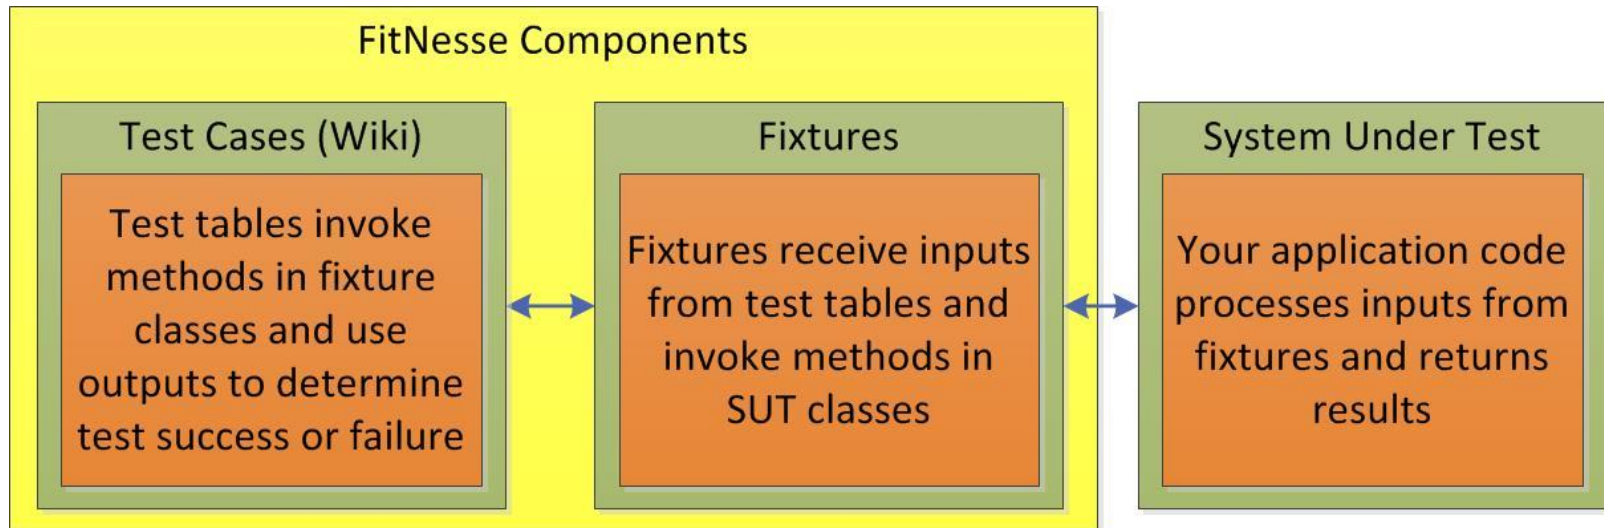 FitNesse Components
Test Cases (Wiki)
Test tables invoke
methods in fixture
classes and use
outputs to determine
test success or failure
Fixtures
Fixtures receive inputs
from test tables and
invoke methods in
SUT classes
System Under Test
Your application code
processes inputs from
fixtures and returns
results